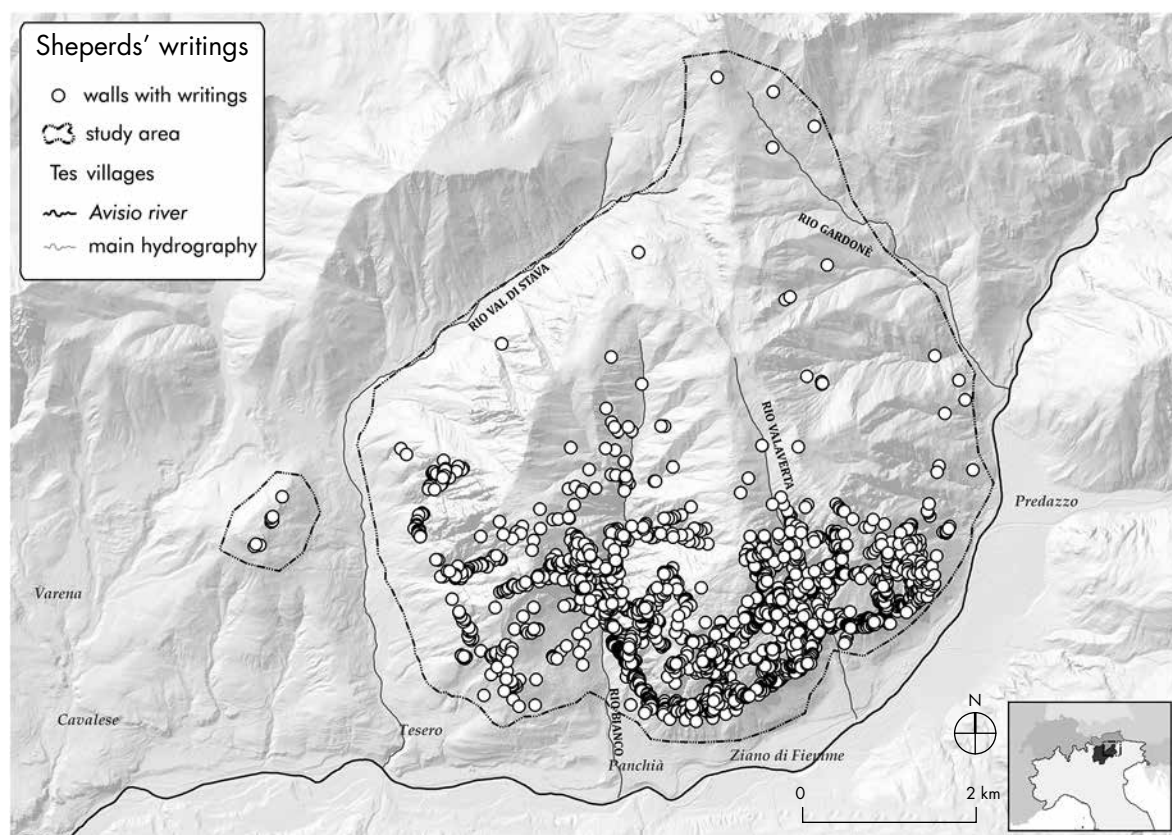 Sheperds' writings
walls with writings
study area
Tes villages
Avisio river
main hydrography
RIO GARDONÈ
RIO VAL DI STAVA
RIO VALAVERTA
Predazzo
Varena
Cavalese
Tesero
RIO BIANCO
Panchià
Ziano di Fiemme
N
0 2 km